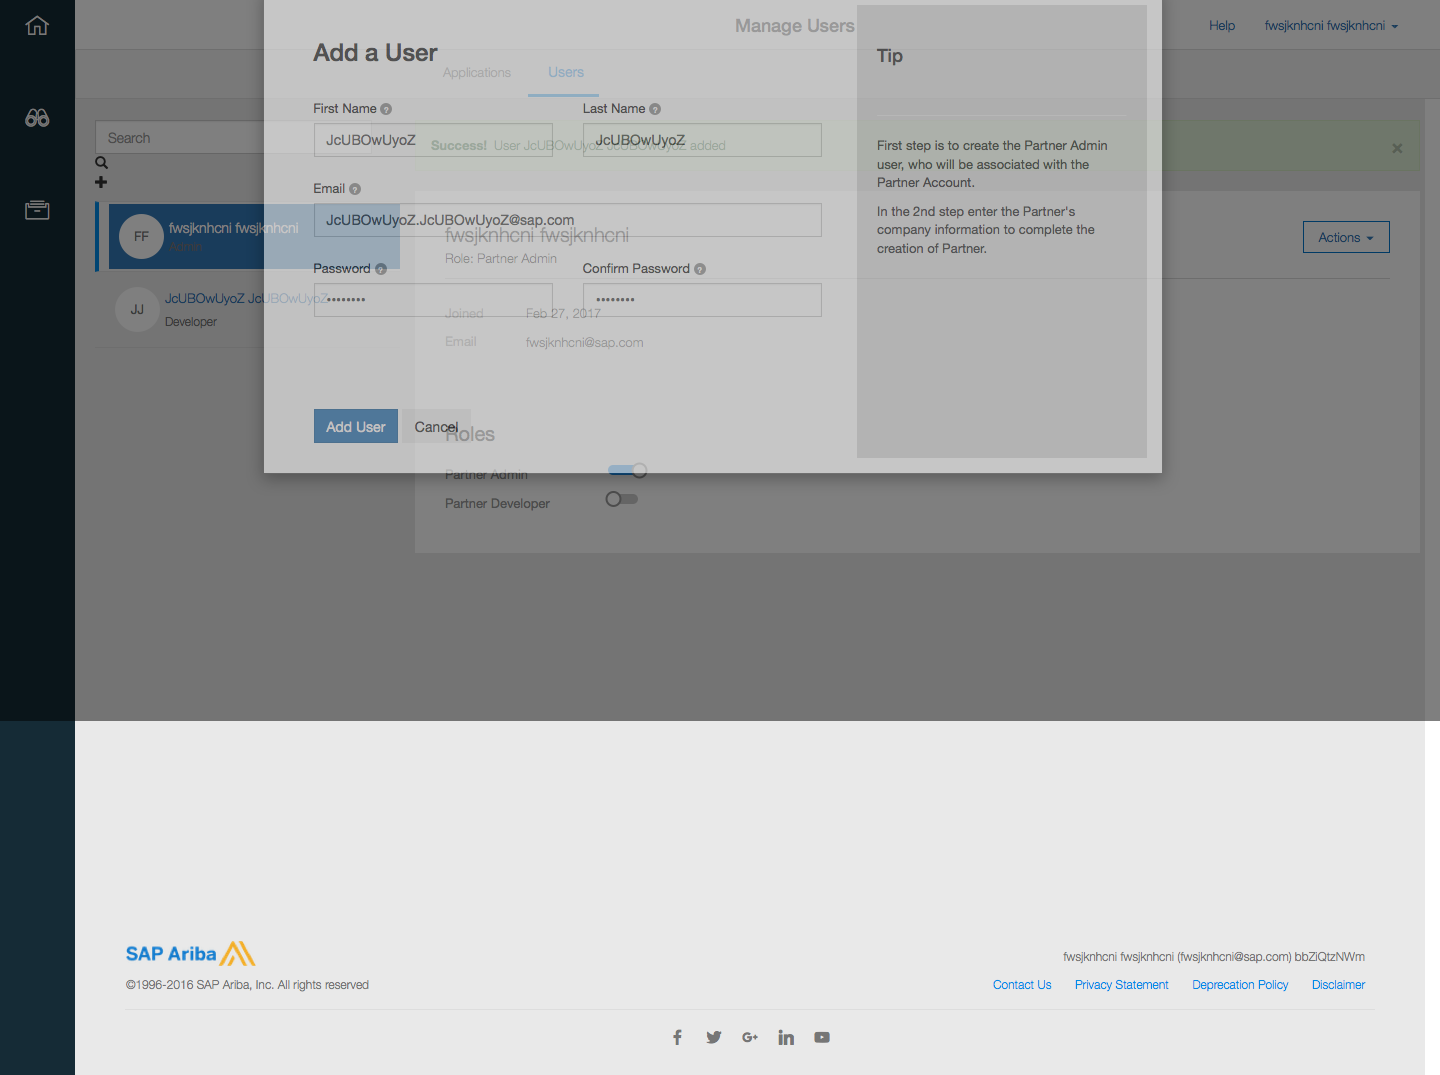 Manage Users
Help
fwsjknhcni fwsjknhcni
Applications
Users
Search
Success! User JcUBOwUyoZ JcUBOwUyoZ added
FF
fwsjknhcni fwsjknhcni
Admin
JJ
JcUBOwUyoZ JcUBOwUyoZ
Developer
Add a User
First Name
Last Name
JcUBOwUyoZ
JcUBOwUyoZ
Email
JcUBOwUyoZ.JcUBOwUyoZ@sap.com
Password
Confirm Password
••••••••
••••••••
Add User
Cancel
Tip
First step is to create the Partner Admin
user, who will be associated with the
Partner Account.
In the 2nd step enter the Partner's
company information to complete the
creation of Partner.
fwsjknhcni fwsjknhcni
Role: Partner Admin
Actions
Joined
Feb 27, 2017
Email
fwsjknhcni@sap.com
Roles
Partner Admin
Partner Developer
SAP Ariba
©1996-2016 SAP Ariba, Inc. All rights reserved
fwsjknhcni fwsjknhcni (fwsjknhcni@sap.com) bbZiQtzNWm
Contact Us
Privacy Statement
Deprecation Policy
Disclaimer